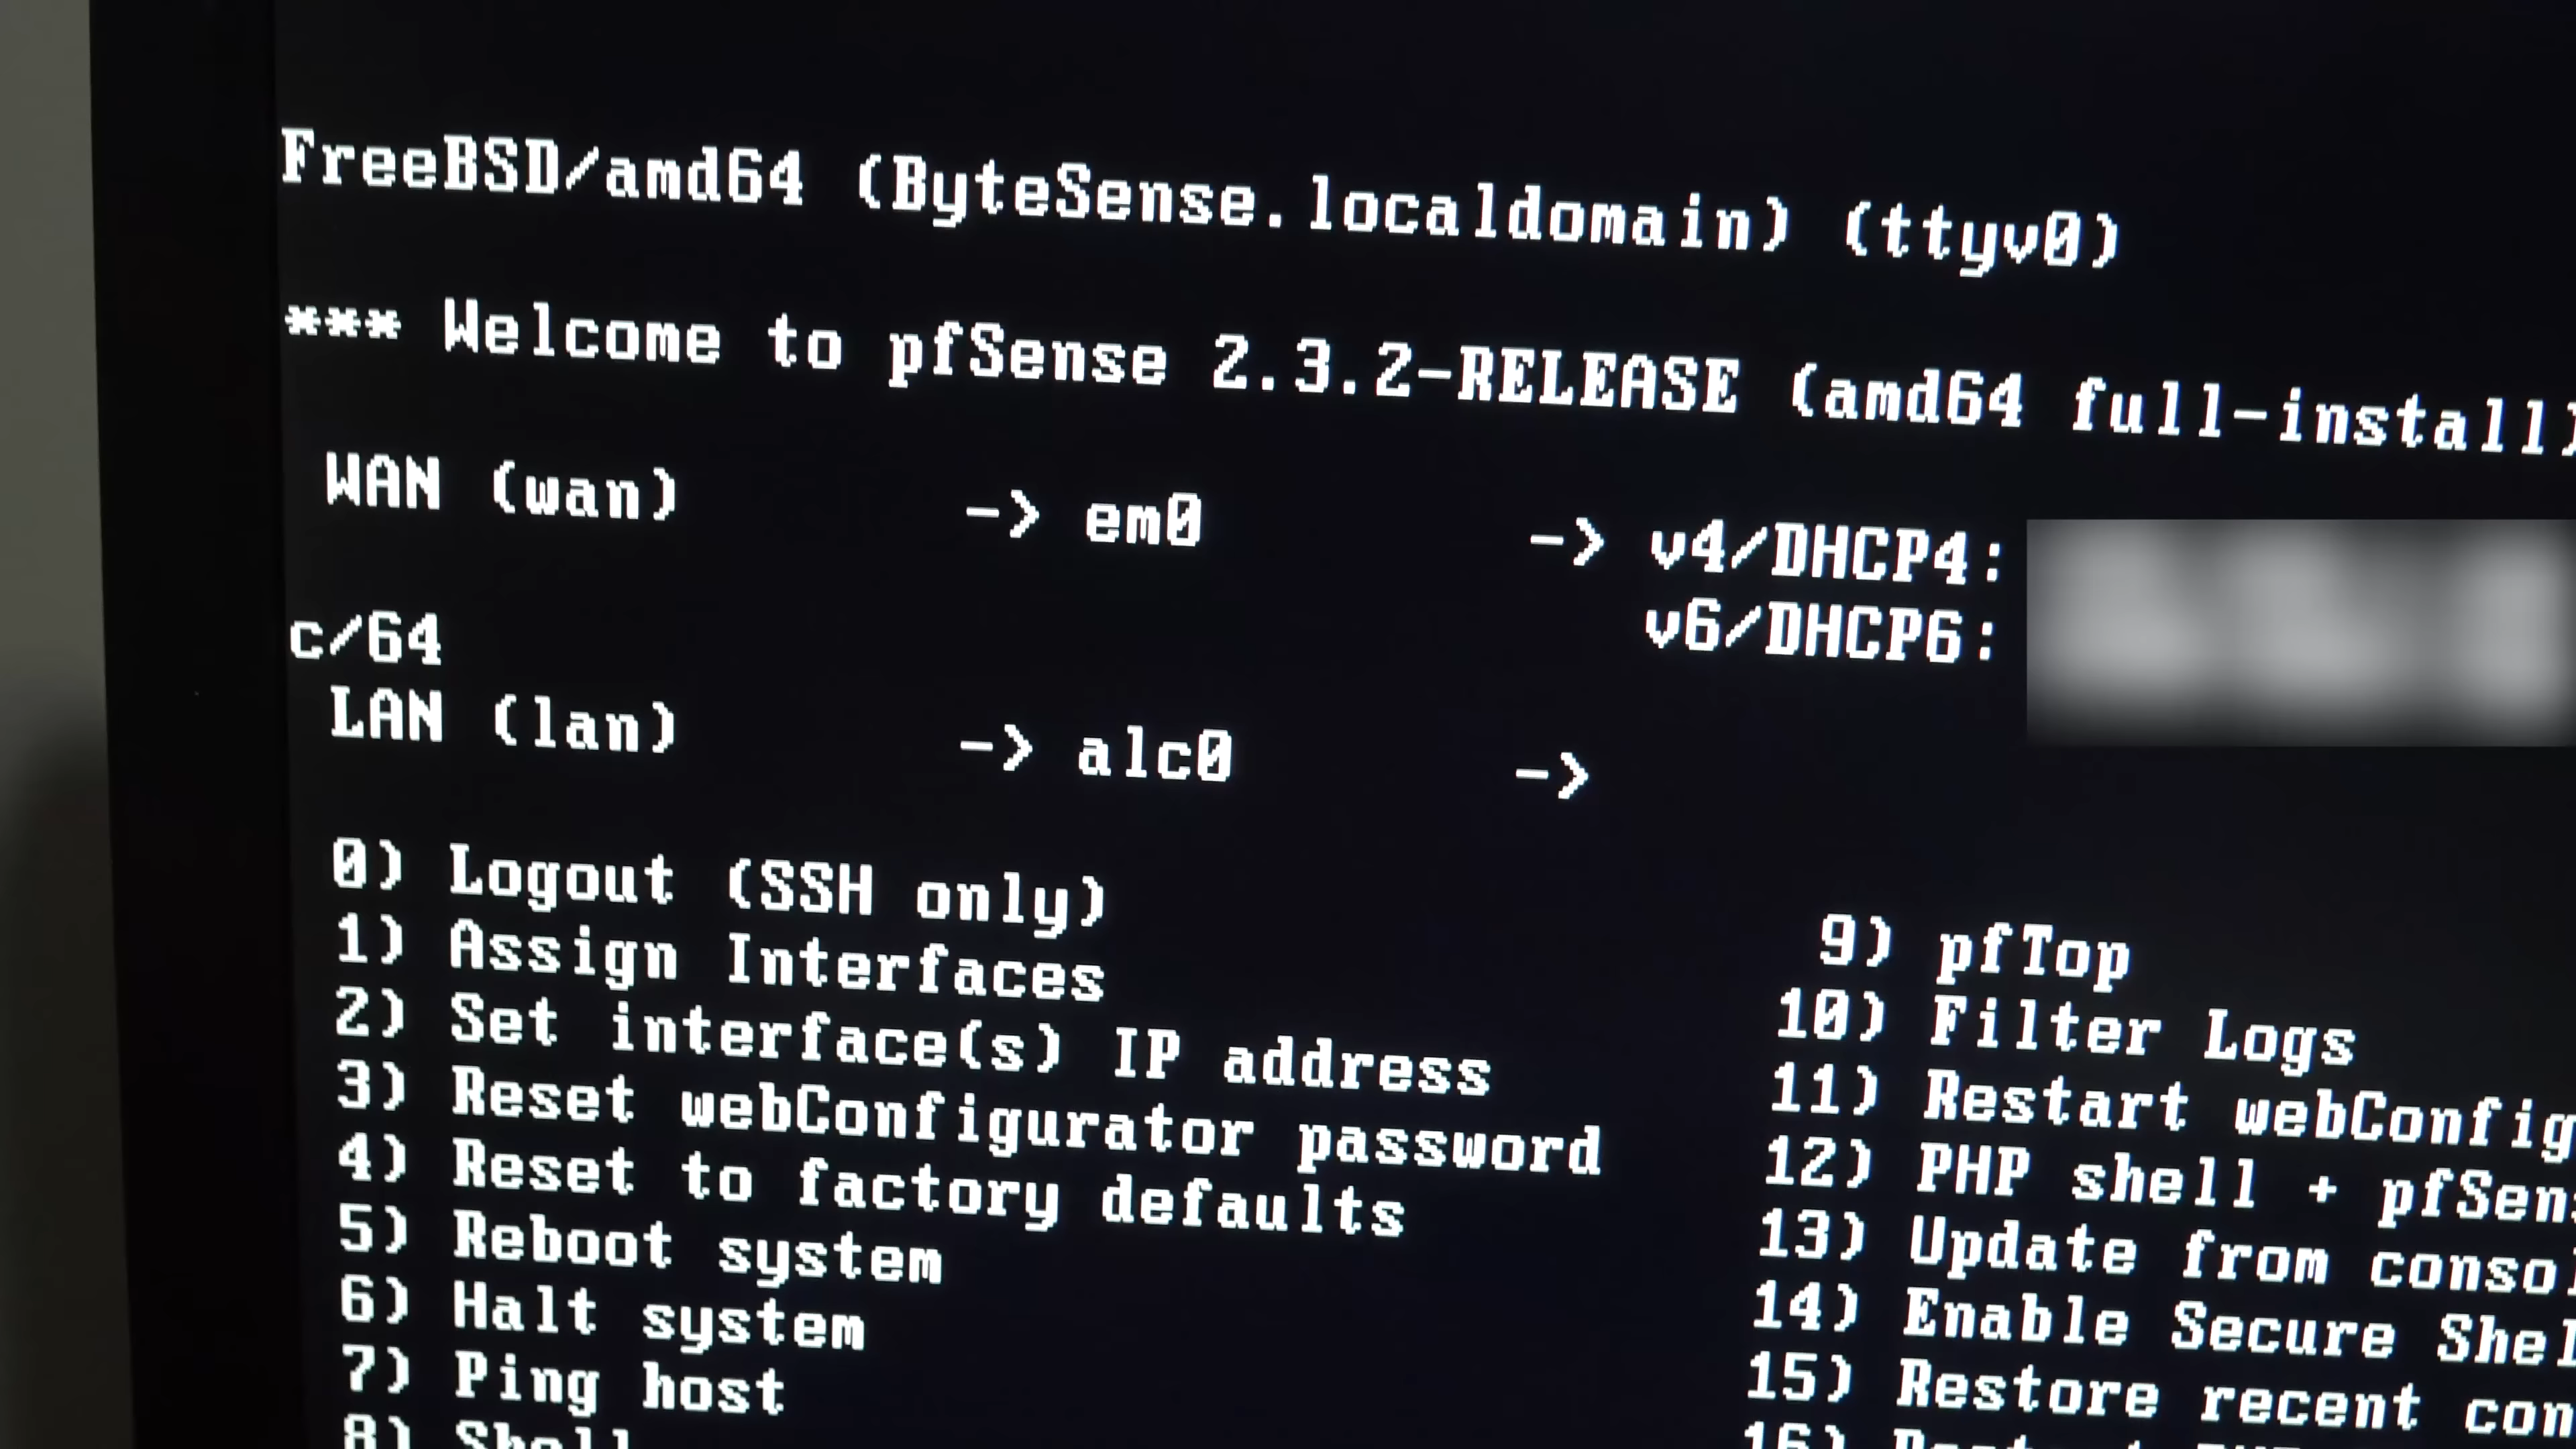 FreeBSD/amd64 (ByteSense.localdomain) (ttyv0)
*** Welcome to pfSense 2.3.2-RELEASE (amd64 full-install)
WAN (wan) -> em0 -> v4/DHCP4:
v6/DHCP6:
c/64
LAN (lan) -> alc0 ->
0) Logout (SSH only)
1) Assign Interfaces
2) Set interface(s) IP address
3) Reset webConfigurator password
4) Reset to factory defaults
5) Reboot system
6) Halt system
7) Ping host
8) Shell
9) pfTop
10) Filter Logs
11) Restart webConfig
12) PHP shell + pfSen
13) Update from conso
14) Enable Secure Shel
15) Restore recent con
16)